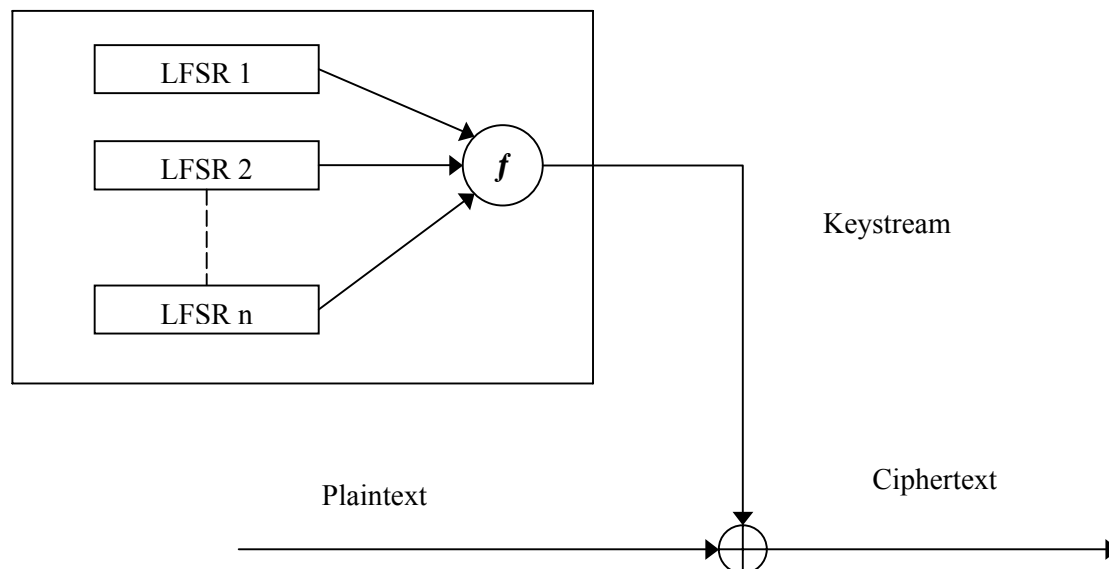 LFSR 1
LFSR 2
f
Keystream
LFSR n
Ciphertext
Plaintext